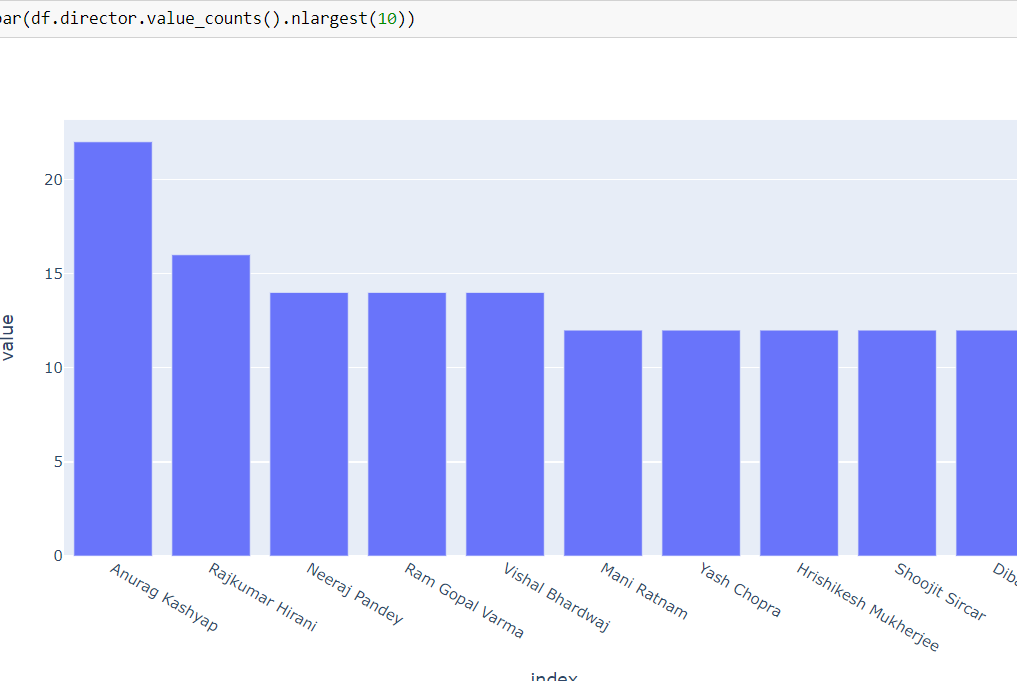 ar(df.director.value_counts().nlargest(10))
20
15
10
5
0
value
Anurag Kashyap
Rajkumar Hirani
Neeraj Pandey
Ram Gopal Varma
Vishal Bhardwaj
Mani Ratnam
Yash Chopra
Hrishikesh Mukherjee
Shoojit Sircar
index